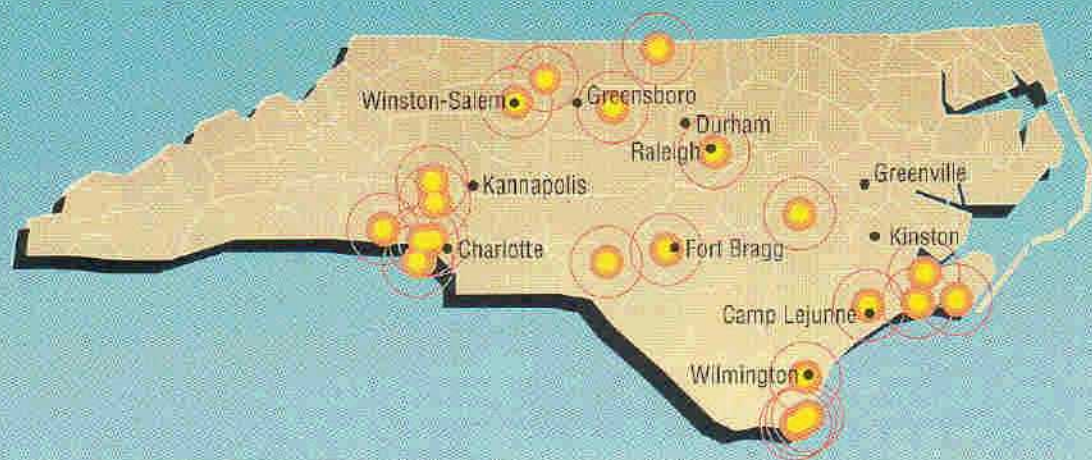 Winston-Salem
Greensboro
Durham
Raleigh
Kannapolis
Greenville
Charlotte
Fort Bragg
Kinston
Camp Lejunne
Wilmington